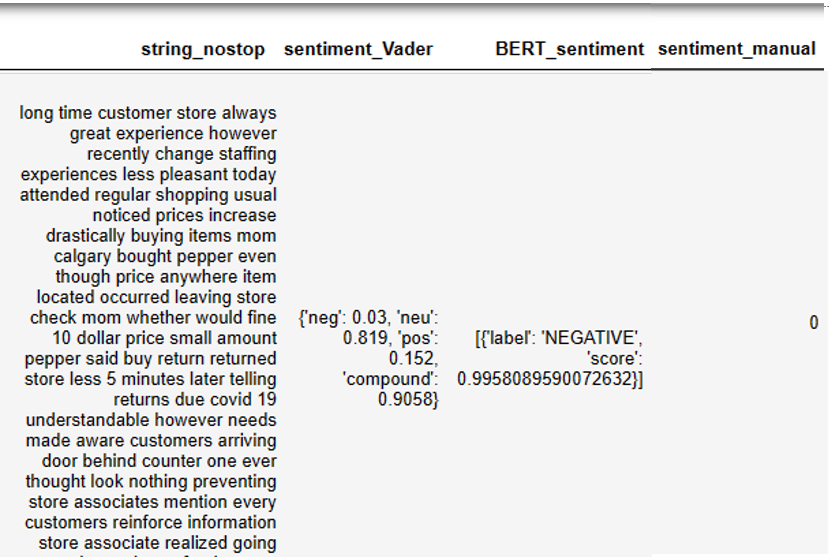 string_nostop sentiment_Vader BERT_sentiment sentiment_manual
long time customer store always
great experience however
recently change staffing
experiences less pleasant today
attended regular shopping usual
noticed prices increase
drastically buying items mom
calgary bought pepper even
though price anywhere item
located occurred leaving store
check mom whether would fine
10 dollar price small amount
pepper said buy return returned
store less 5 minutes later telling
returns due covid 19
understandable however needs
made aware customers arriving
door behind counter one ever
thought look nothing preventing
store associates mention every
customers reinforce information
store associate realized going
{'neg': 0.03, 'neu':
0.819, 'pos':
0.152,
'compound':
0.9058}
[{'label': 'NEGATIVE',
'score':
0.9958089590072632}]
0